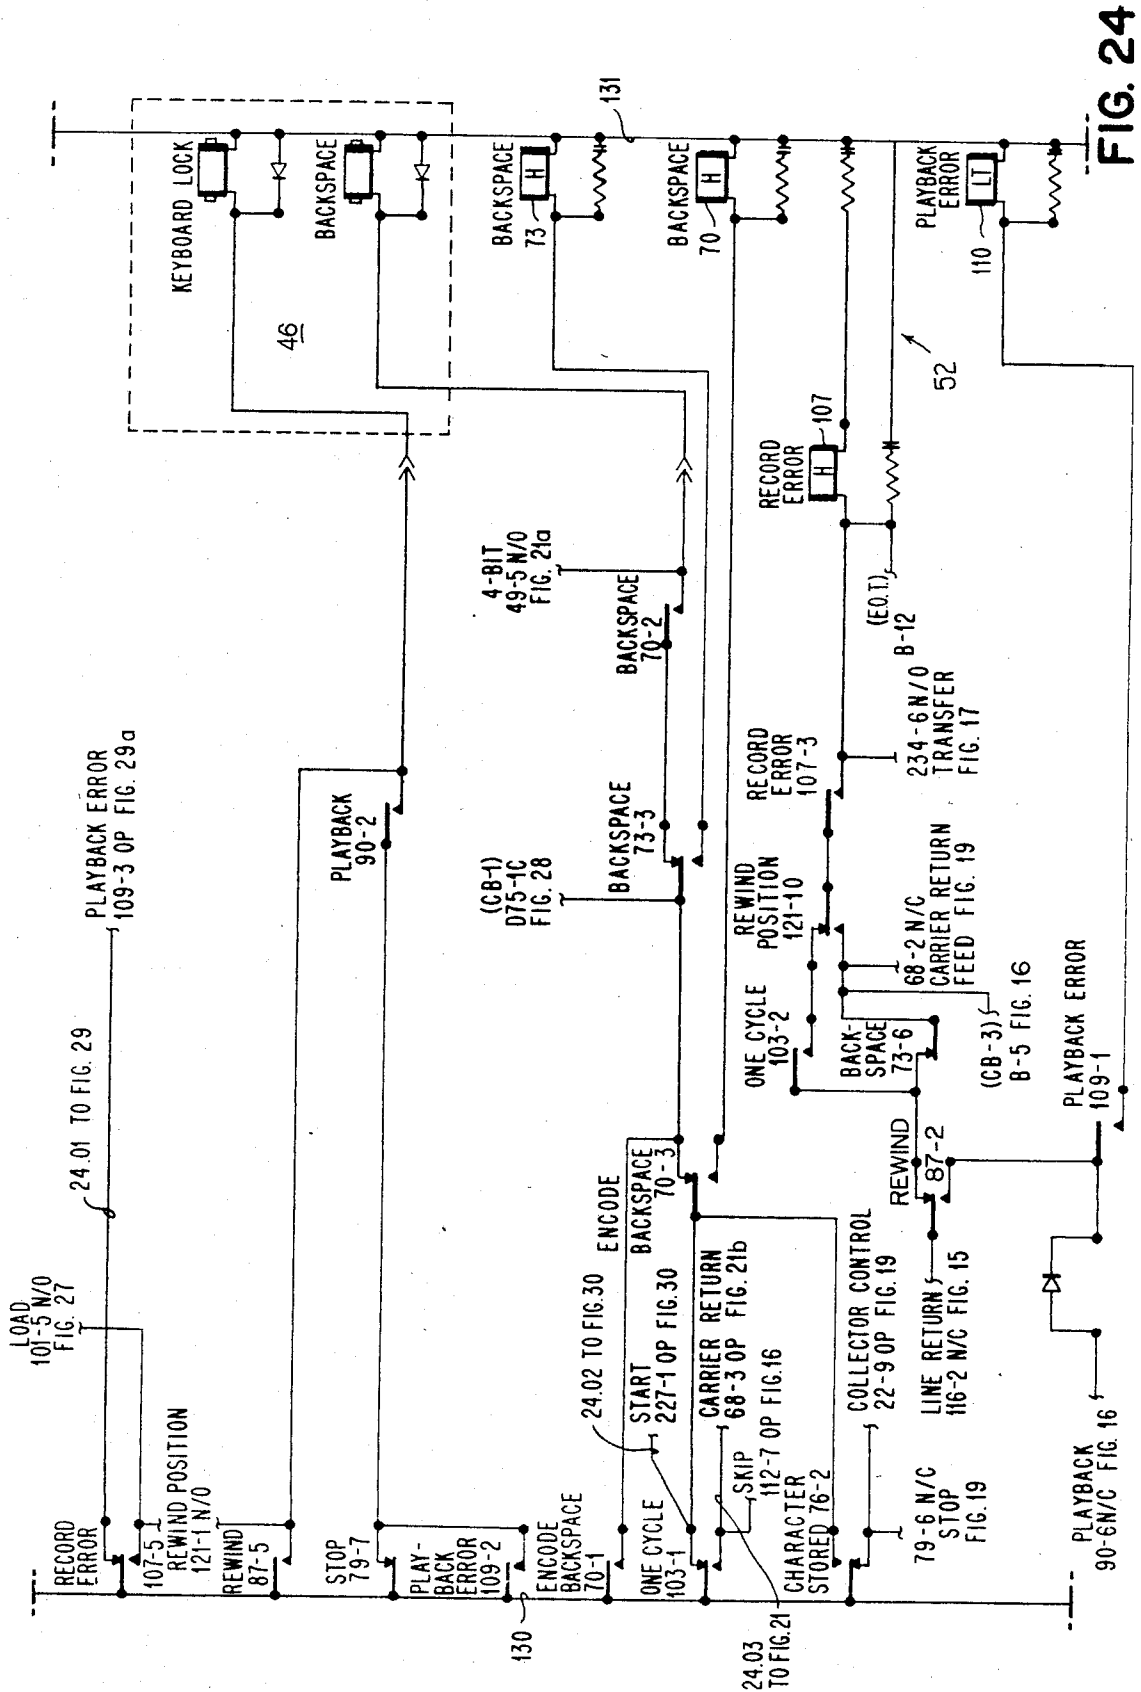 FIG. 24
KEYBOARD LOCK
BACKSPACE
46
BACKSPACE
73
H
131
BACKSPACE
70
H
RECORD
ERROR
H
107
52
PLAYBACK
ERROR
110
LT
24.01 TO FIG. 29
PLAYBACK ERROR
109-3 OP FIG. 29a
LOAD
101-5 N/O
FIG. 27
RECORD
ERROR
107-5
REWIND POSITION
121-1 N/O
REWIND
87-5
PLAYBACK
90-2
STOP
79-7
PLAY-
BACK
ERROR
109-2
130
4-BIT
49-5 N/O
FIG. 21a
BACKSPACE
70-2
(CB-1)
D75-1C
FIG. 28
BACKSPACE
73-3
ENCODE
BACKSPACE
70-3
ENCODE
BACKSPACE
70-1
24.02 TO FIG.30
START
227-1 OP FIG.30
ONE CYCLE
103-1
CARRIER RETURN
68-3 OP FIG. 21b
SKIP
112-7 OP FIG.16
24.03
TO FIG.21
CHARACTER
STORED 76-2
COLLECTOR CONTROL
22-9 OP FIG. 19
79-6 N/C
STOP
FIG.19
(E.O.T.)
B-12
RECORD
ERROR
107-3
234-6 N/O
TRANSFER
FIG. 17
REWIND
POSITION
121-10
68-2 N/C
CARRIER RETURN
FEED FIG. 19
ONE CYCLE
103-2
BACK-
SPACE
73-6
(CB-3)
B-5 FIG. 16
REWIND
87-2
LINE RETURN
116-2 N/C FIG. 15
PLAYBACK ERROR
109-1
PLAYBACK
90-6N/C FIG. 16